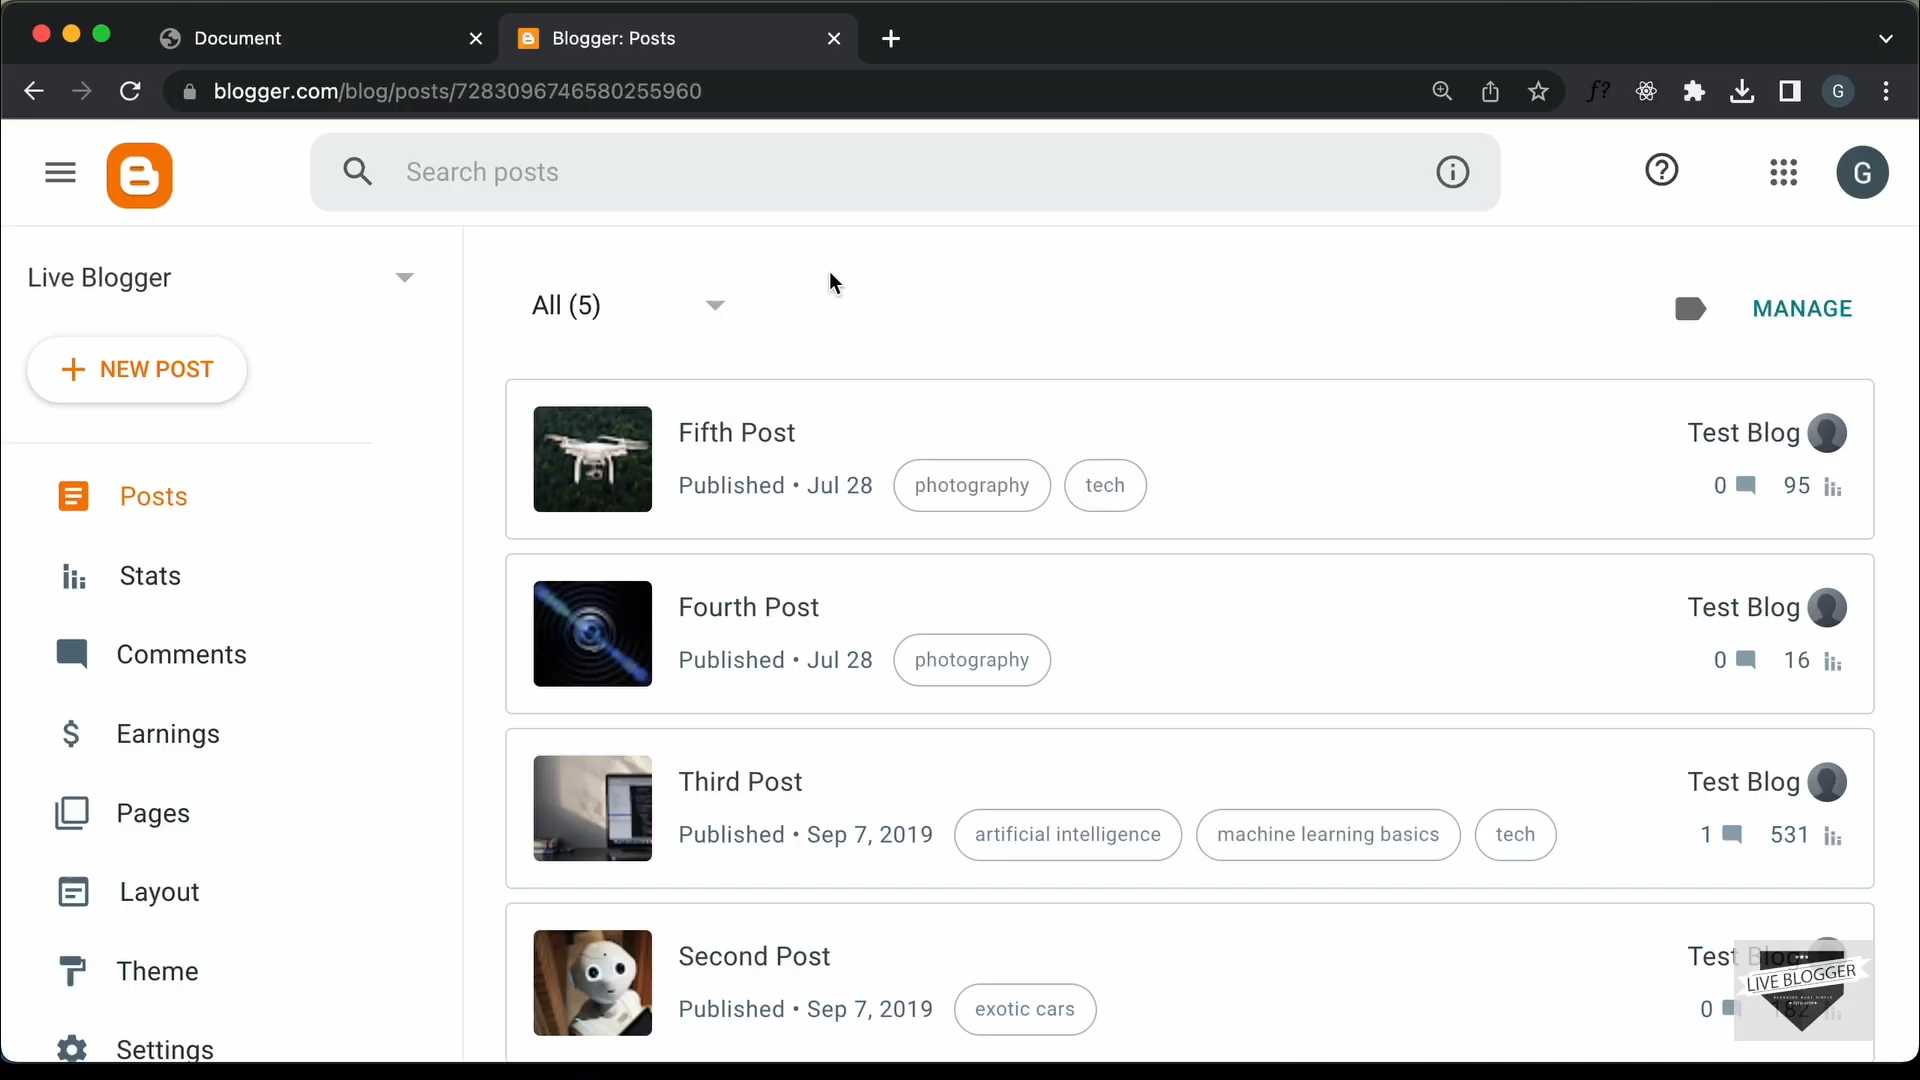 Document
Blogger: Posts
blogger.com/blog/posts/7283096746580255960
f?
G
Search posts
G
Live Blogger
All (5)
MANAGE
NEW POST
Fifth Post
Test Blog
Published • Jul 28
photography
tech
0
95
Posts
Stats
Fourth Post
Test Blog
Published • Jul 28
photography
0
16
Comments
Earnings
Third Post
Test Blog
Published • Sep 7, 2019
artificial intelligence
machine learning basics
tech
1
531
Pages
Layout
Second Post
Test Blog
Published • Sep 7, 2019
exotic cars
0
LIVE BLOGGER
Theme
Settings